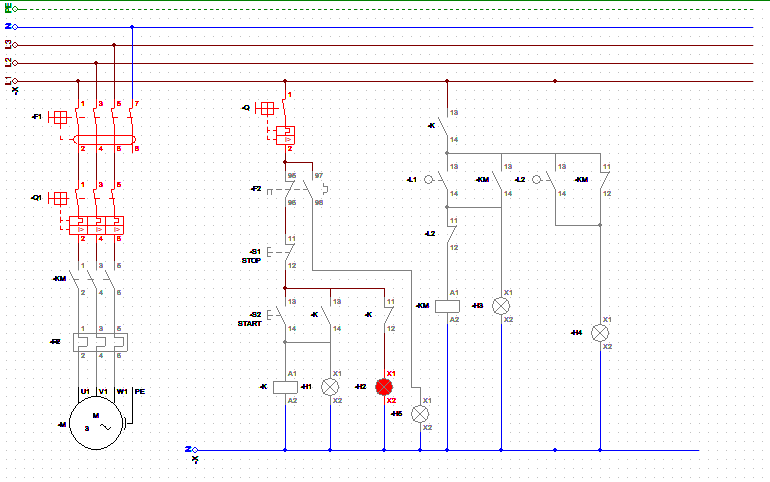 PE
N
L3
L2
L1
-X
-F1
1 3 5 7
2 4 6 8
-Q1
1 3 5
2 4 6
-KM
1 3 5
2 4 6
-F2
1 3 5
2 4 6
U1 V1 W1 PE
-M
M
3
-Q
1
I>
2
-F2
95 97
96 98
-S1
STOP
11
12
-S2
START
13
14
-K
13
14
-K
11
12
-K
A1
A2
-H1
X1
X2
-H2
X1
X2
-H5
X1
X2
-K
13
14
-L1
13
14
-KM
13
14
-L2
13
14
-KM
11
12
-L2
11
12
-KM
A1
A2
-H3
X1
X2
-H4
X1
X2
N
-X